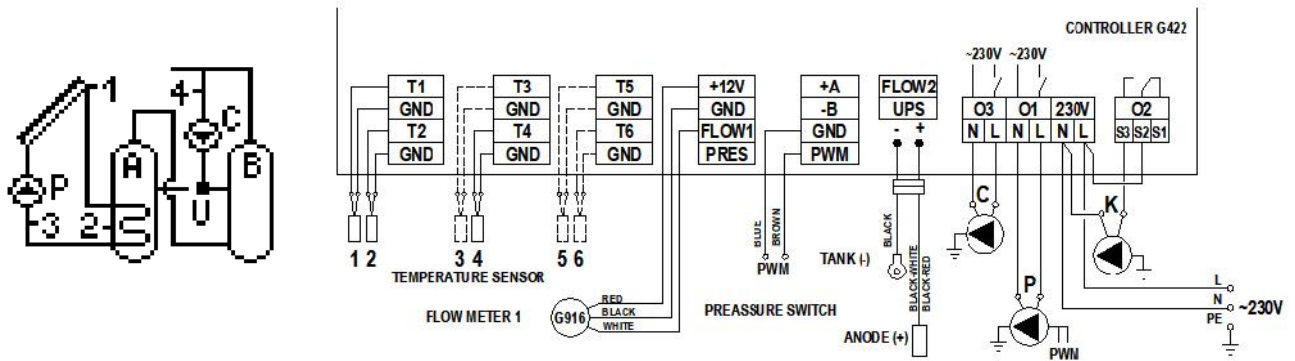 CONTROLLER G422
1
4
C
A
B
P
U
3
2
T1
GND
T2
GND
T3
GND
T4
GND
T5
GND
T6
GND
+12V
GND
FLOW1
PRES
+A
-B
GND
PWM
FLOW2
UPS
- +
~230V ~230V
O3 O1 230V
N L N L N L
O2
S3 S2 S1
1 2
3 4
5 6
TEMPERATURE SENSOR
FLOW METER 1
G916
RED
BLACK
WHITE
BLUE
BROWN
PWM
PREASSURE SWITCH
TANK (-)
BLACK
BLACK-WHITE
BLACK-RED
ANODE (+)
C
P
PWM
K
L
N
PE
~230V